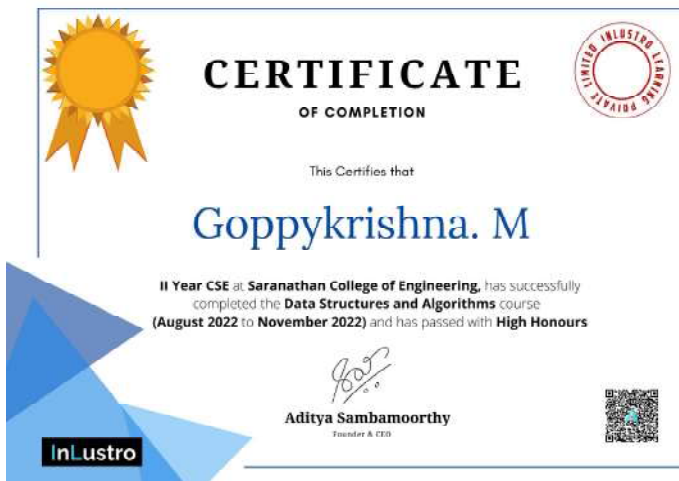 CERTIFICATE
OF COMPLETION
INLUSTRO LEARNING PRIVATE LIMITED
This Certifies that
Goppykrishna. M
II Year CSE at Saranathan College of Engineering, has successfully
completed the Data Structures and Algorithms course
(August 2022 to November 2022) and has passed with High Honours
Aditya Sambamoorthy
Founder & CEO
InLustro